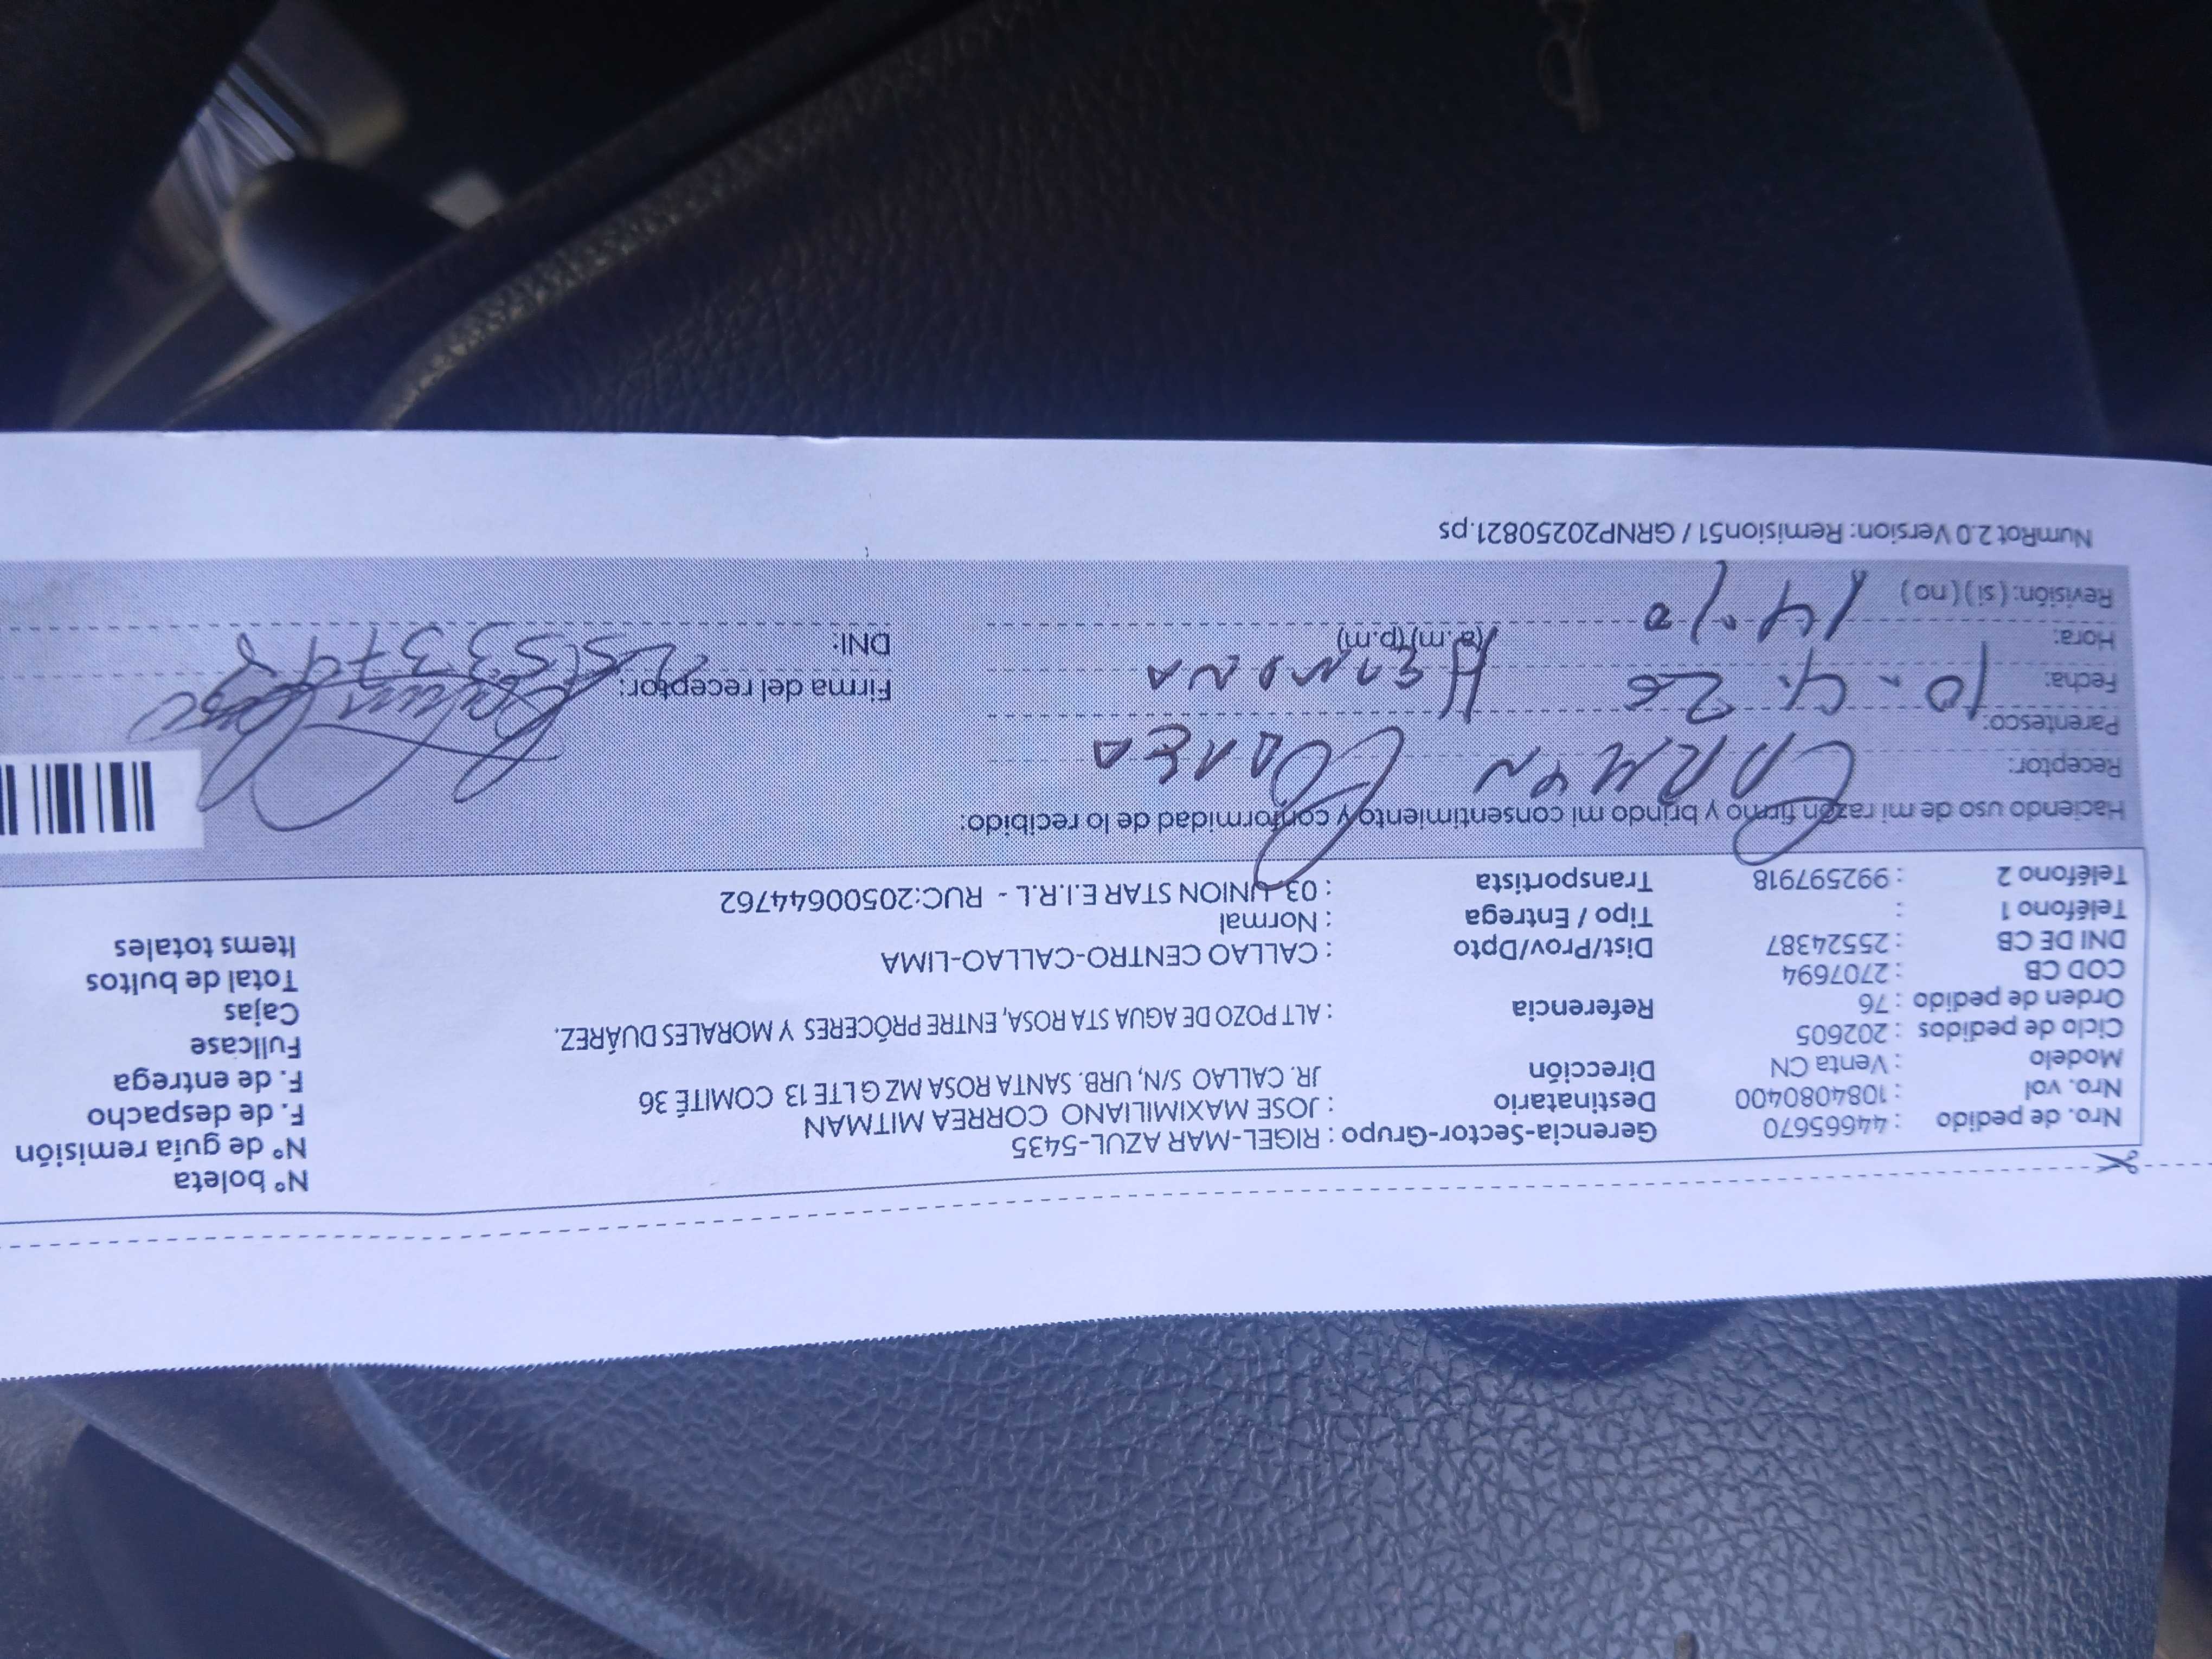 Nº boleta
Nro. de pedido : 44665670 Gerencia-Sector-Grupo : RIGEL-MAR AZUL-5435 Nº de guía remisión
Nro. vol : 1084080400 Destinatario : JOSE MAXIMILIANO CORREA MITMAN F. de despacho
Modelo : Venta CN Dirección JR. CALLAO S/N, URB. SANTA ROSA MZ G LTE 13 COMITÉ 36 F. de entrega
Ciclo de pedidos : 202605 Fullcase
Orden de pedido : 76 Referencia : ALT POZO DE AGUA STA ROSA, ENTRE PRÓCERES Y MORALES DUÁREZ. Cajas
COD CB : 2707694 Total de bultos
DNI DE CB : 25524387 Dist/Prov/Dpto : CALLAO CENTRO-CALLAO-LIMA Items totales
Teléfono 1 : Tipo / Entrega : Normal
Teléfono 2 : 992597918 Transportista : 03-UNION STAR E.I.R.L - RUC:20500644762
Haciendo uso de mi razón firmo y brindo mi consentimiento y conformidad de lo recibido:
Receptor: CARMEN CORREA
Parentesco: HERMANA
Fecha: 10. 4. 26 Firma del receptor:
Hora: 14:10 (a.m) (p.m) DNI:
Revisión: (si) (no)
NumRot 2.0 Version: Remision51 / GRNP20250821.ps